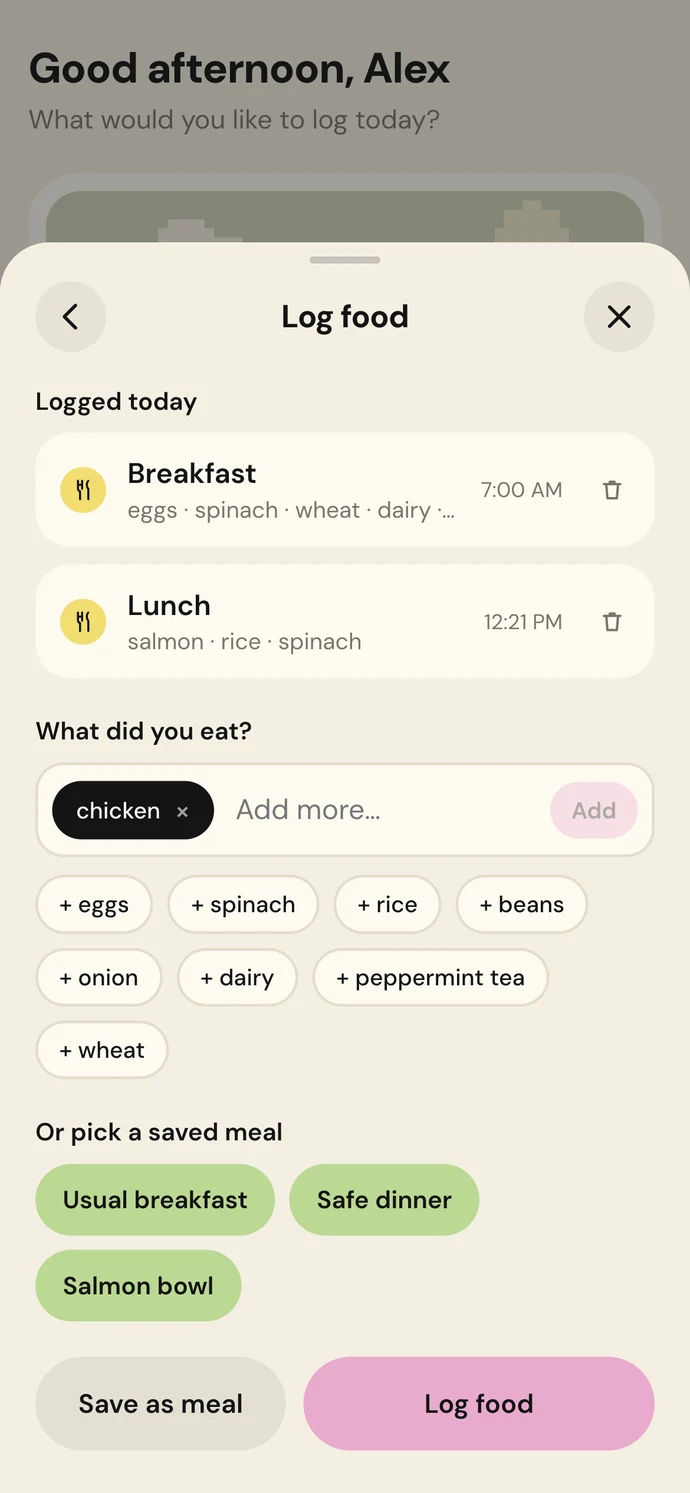 Good afternoon, Alex
What would you like to log today?
Log food
Logged today
Breakfast
eggs · spinach · wheat · dairy ·...
7:00 AM
Lunch
salmon · rice · spinach
12:21 PM
What did you eat?
chicken ×
Add more...
Add
+ eggs
+ spinach
+ rice
+ beans
+ onion
+ dairy
+ peppermint tea
+ wheat
Or pick a saved meal
Usual breakfast
Safe dinner
Salmon bowl
Save as meal
Log food